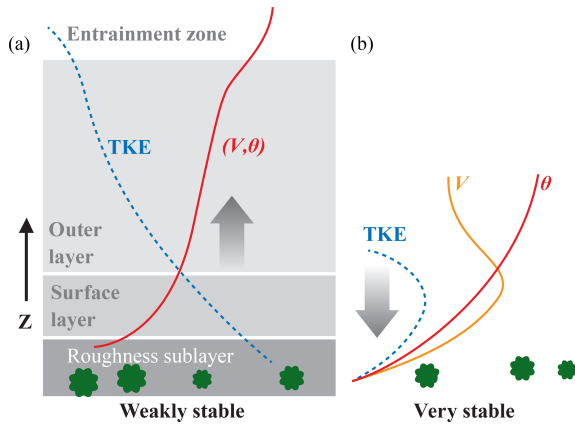 (a)
Entrainment zone
(b)
TKE
(V,θ)
V
θ
TKE
Outer
layer
Z
Surface
layer
Roughness sublayer
Weakly stable
Very stable